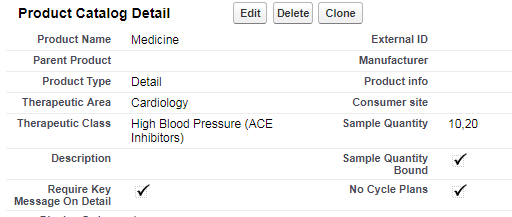 Product Catalog Detail Edit Delete Clone
Product Name Medicine External ID
Parent Product Manufacturer
Product Type Detail Product info
Therapeutic Area Cardiology Consumer site
Therapeutic Class High Blood Pressure (ACE Inhibitors) Sample Quantity 10,20
Description Sample Quantity Bound
Require Key Message On Detail No Cycle Plans